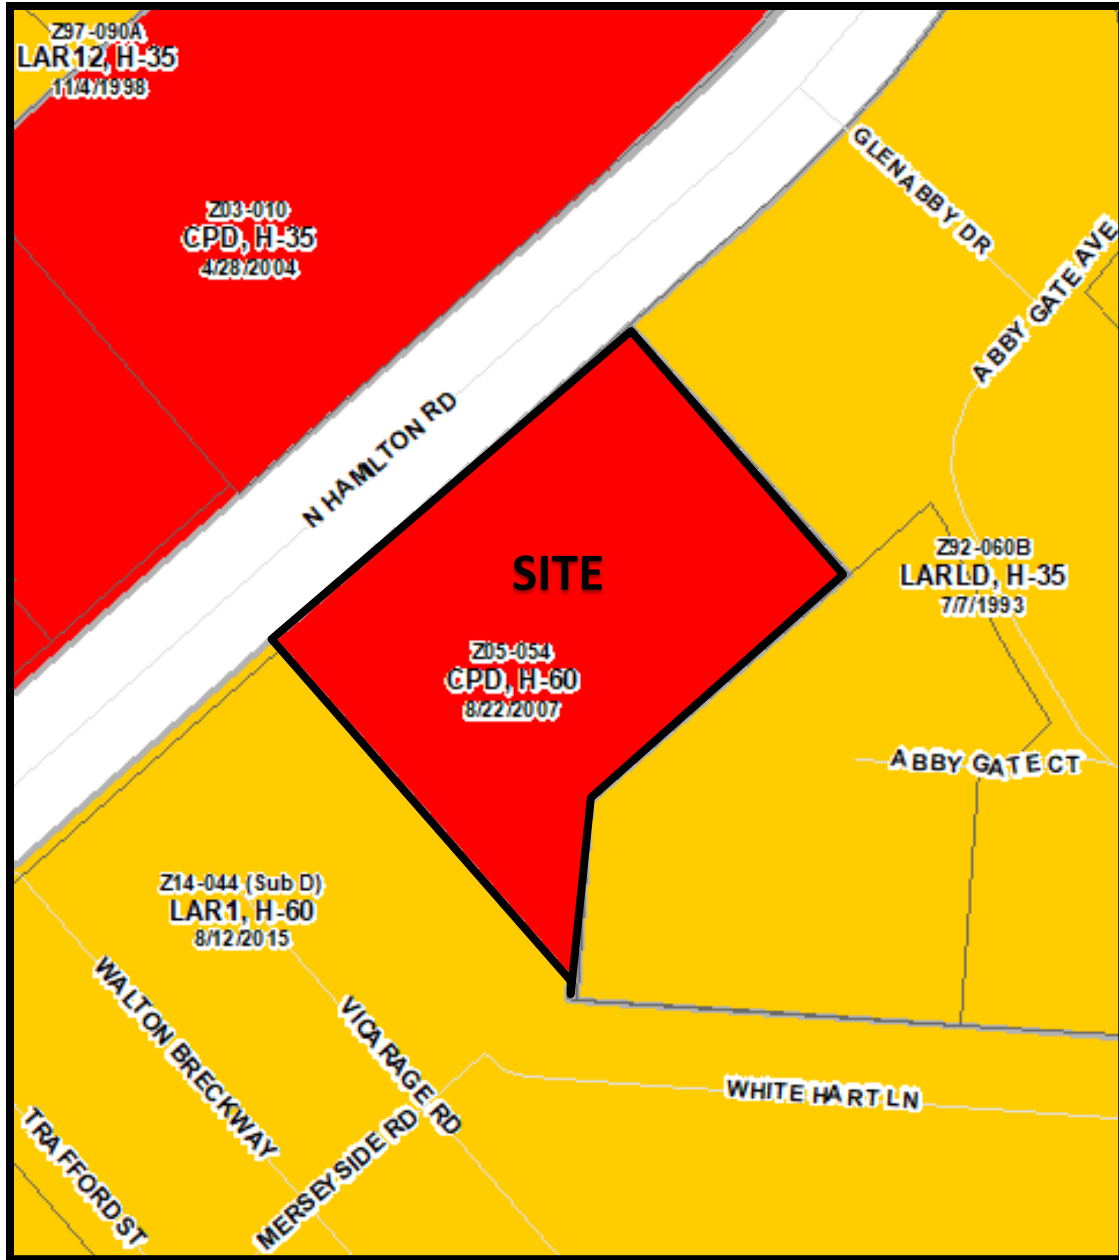 Z97-090A
LAR12, H-35
11/4/1998
Z03-010
CPD, H-35
4/28/2004
GLENABBY DR
ABBY GATE AVE
N HAMILTON RD
SITE
Z92-060B
LARLD, H-35
7/7/1993
Z05-054
CPD, H-60
8/22/2007
ABBY GATE CT
Z14-044 (Sub D)
LAR1, H-60
8/12/2015
WALTON BRECKWAY
VICARAGE RD
WHITE HART LN
TRAFFORD ST
MERSEYSIDE RD